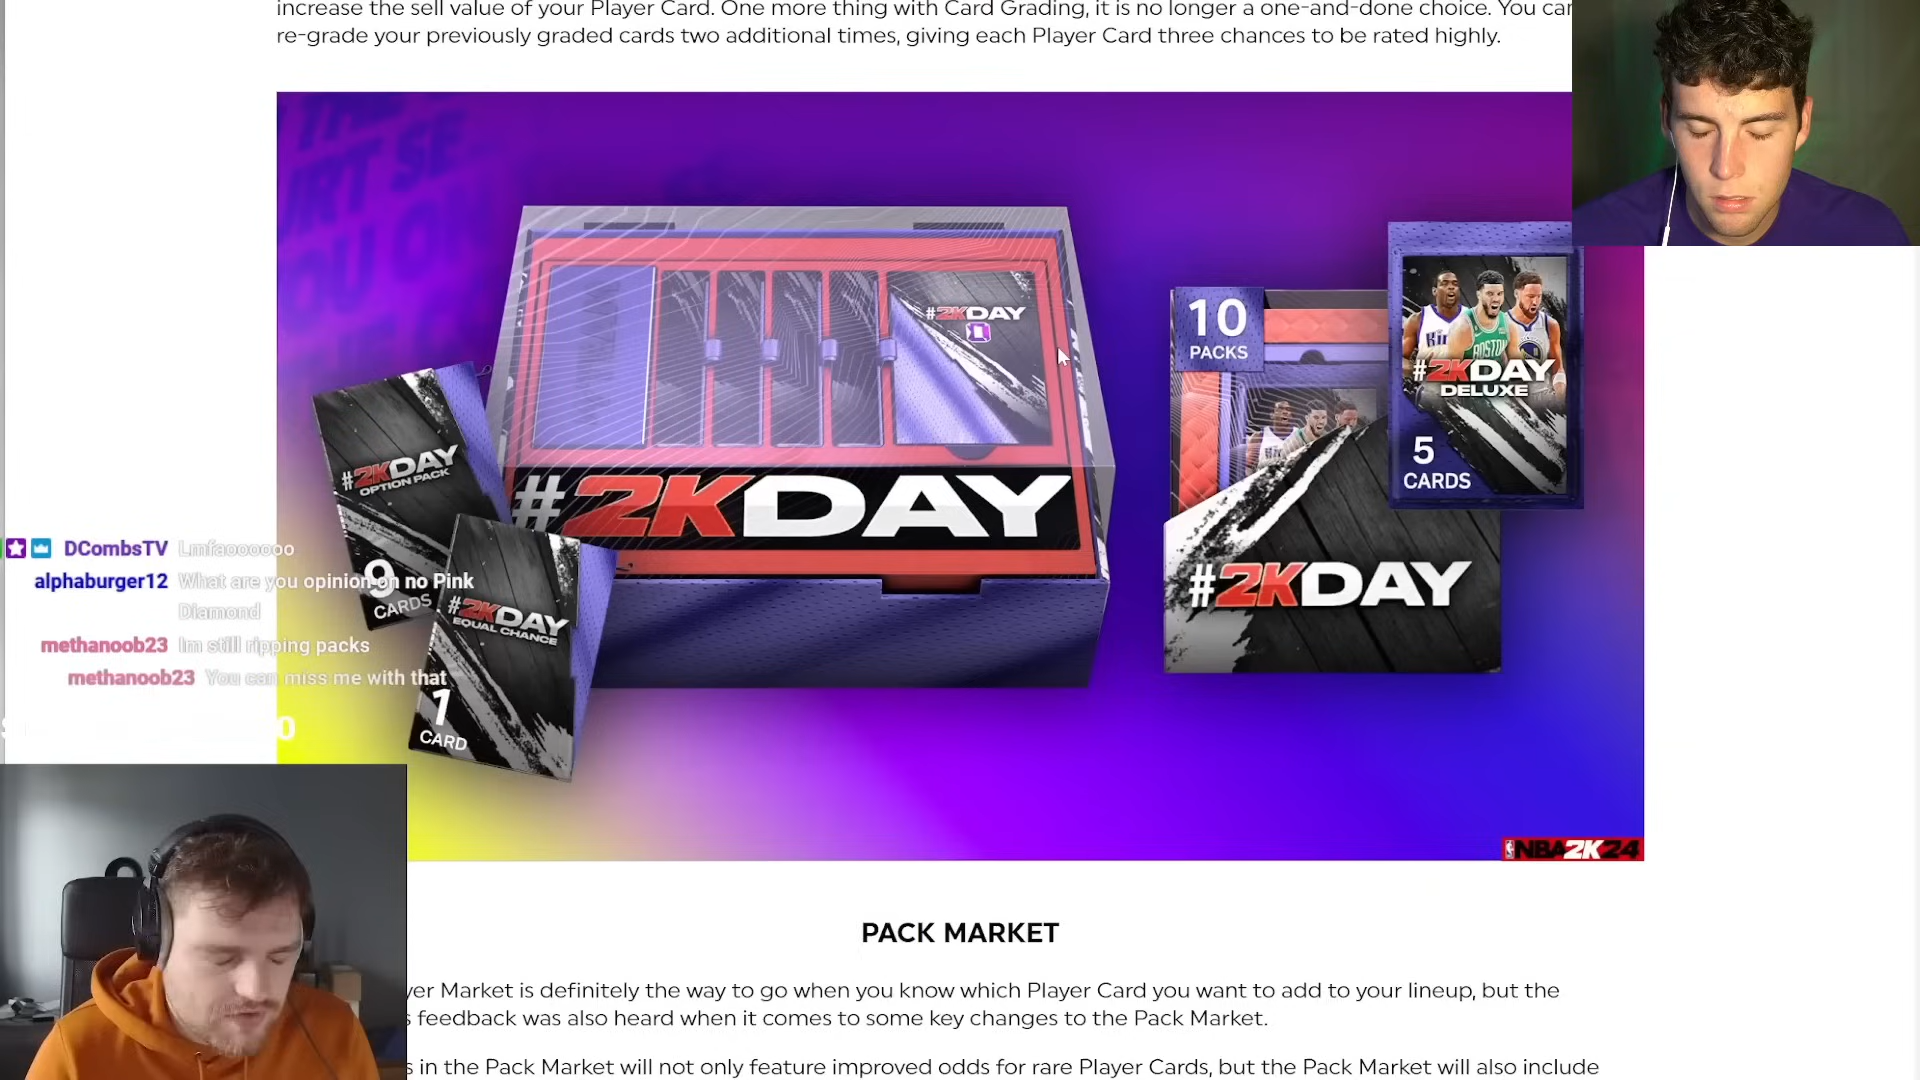 increase the sell value of your Player Card. One more thing with Card Grading, it is no longer a one-and-done choice. You can
re-grade your previously graded cards two additional times, giving each Player Card three chances to be rated highly.
#2KDAY
10
PACKS
BOSTON
#2KDAY
DELUXE
5
CARDS
#2KDAY
OPTION PACK
9
CARDS
#2KDAY
#2KDAY
#2KDAY
EQUAL CHANCE
1
CARD
DCombsTV Lmfaoooooo
alphaburger12 What are you opinion on no Pink
Diamond
methanoob23 Im still ripping packs
methanoob23 You can miss me with that
NBA 2K24
PACK MARKET
Market is definitely the way to go when you know which Player Card you want to add to your lineup, but the
feedback was also heard when it comes to some key changes to the Pack Market.
in the Pack Market will not only feature improved odds for rare Player Cards, but the Pack Market will also include